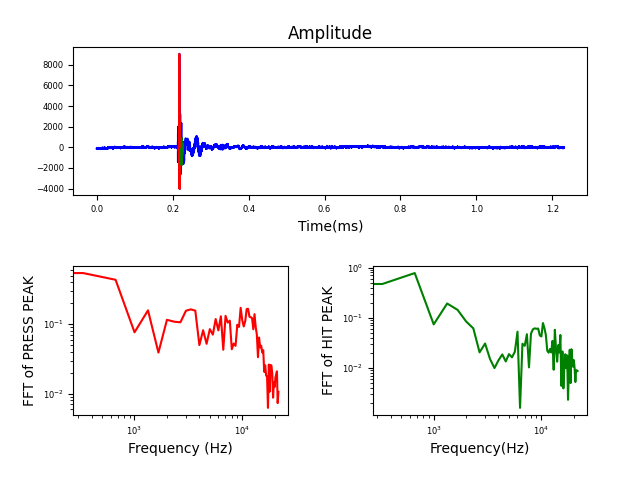 Amplitude
8000
6000
4000
2000
0
−2000
−4000
0.0 0.2 0.4 0.6 0.8 1.0 1.2
Time(ms)
FFT of PRESS PEAK
10⁻¹
10⁻²
10³ 10⁴
Frequency (Hz)
FFT of HIT PEAK
10⁰
10⁻¹
10⁻²
10³ 10⁴
Frequency(Hz)